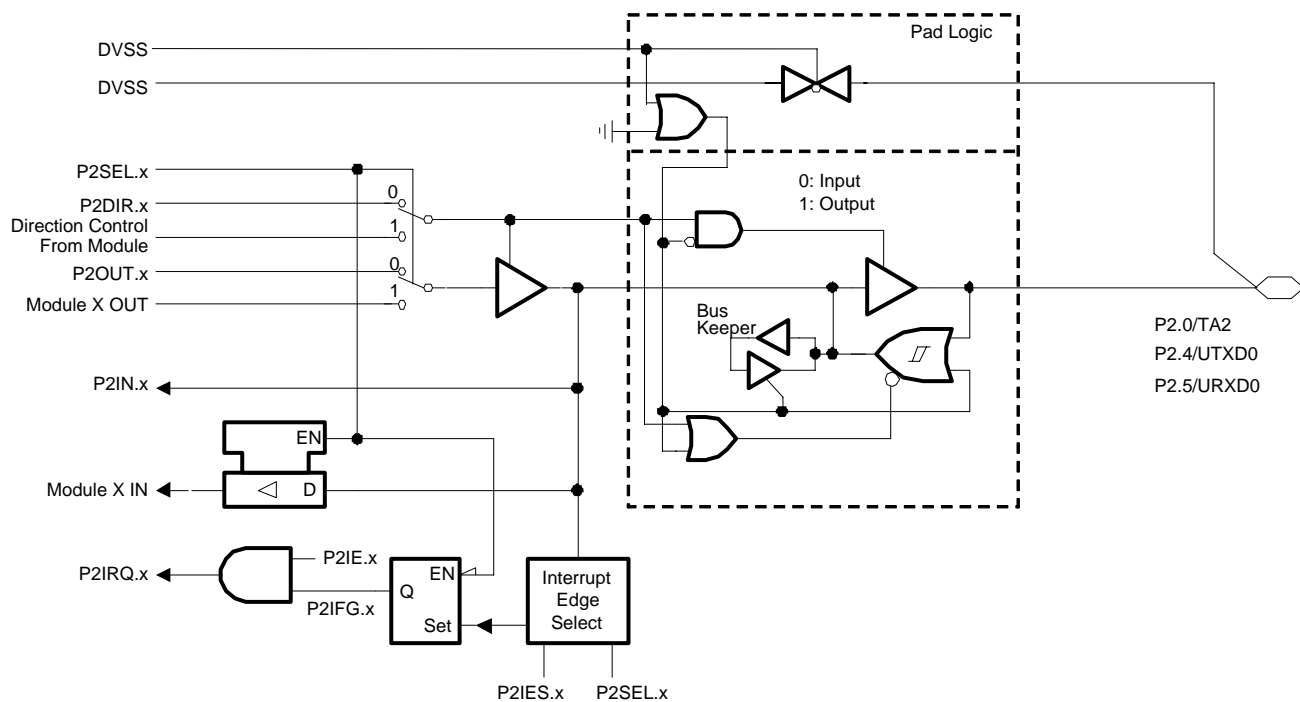 Pad Logic
DVSS
DVSS
P2SEL.x
0
P2DIR.x
Direction Control
From Module
1
0
P2OUT.x
1
Module X OUT
0: Input
1: Output
Bus
Keeper
P2.0/TA2
P2.4/UTXD0
P2.5/URXD0
P2IN.x
EN
Module X IN
D
P2IE.x
P2IRQ.x
P2IFG.x
EN
Q
Set
Interrupt
Edge
Select
P2IES.x
P2SEL.x